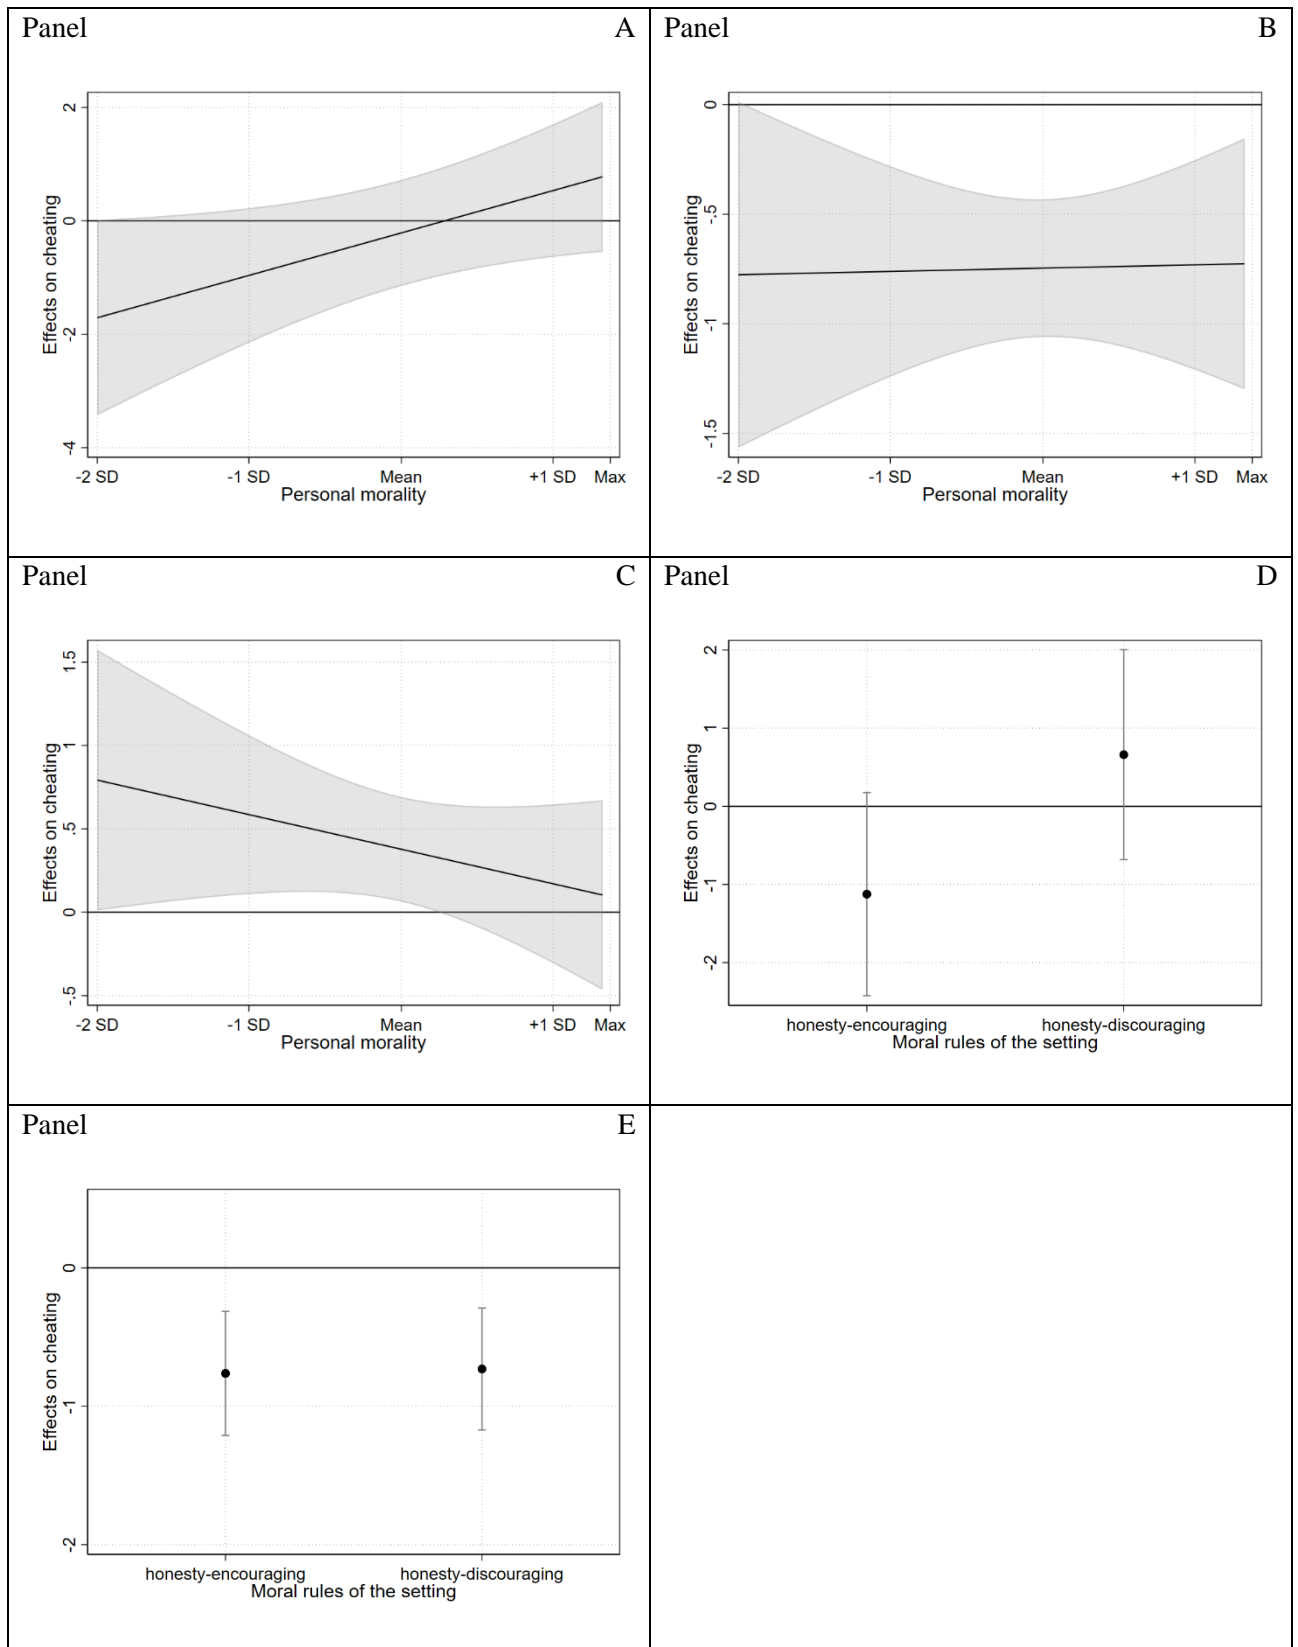 Panel A
2
0
-2
-4
Effects on cheating
-2 SD -1 SD Mean +1 SD Max
Personal morality
Panel B
0
-.5
-1
-1.5
Effects on cheating
-2 SD -1 SD Mean +1 SD Max
Personal morality
Panel C
1.5
1
.5
0
-.5
Effects on cheating
-2 SD -1 SD Mean +1 SD Max
Personal morality
Panel D
2
1
0
-1
-2
Effects on cheating
honesty-encouraging honesty-discouraging
Moral rules of the setting
Panel E
0
-1
-2
Effects on cheating
honesty-encouraging honesty-discouraging
Moral rules of the setting